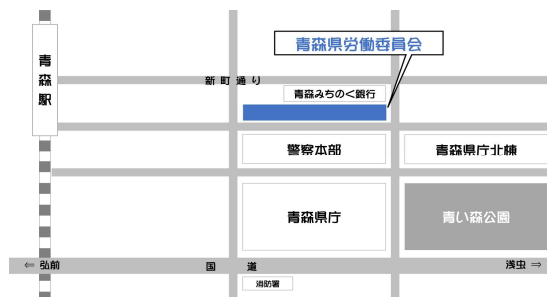 青森県労働委員会
青森駅
新町通り
青森みちのく銀行
警察本部
青森県庁北棟
青森県庁
青い森公園
⇐ 弘前
国道
浅虫 ⇒
消防署